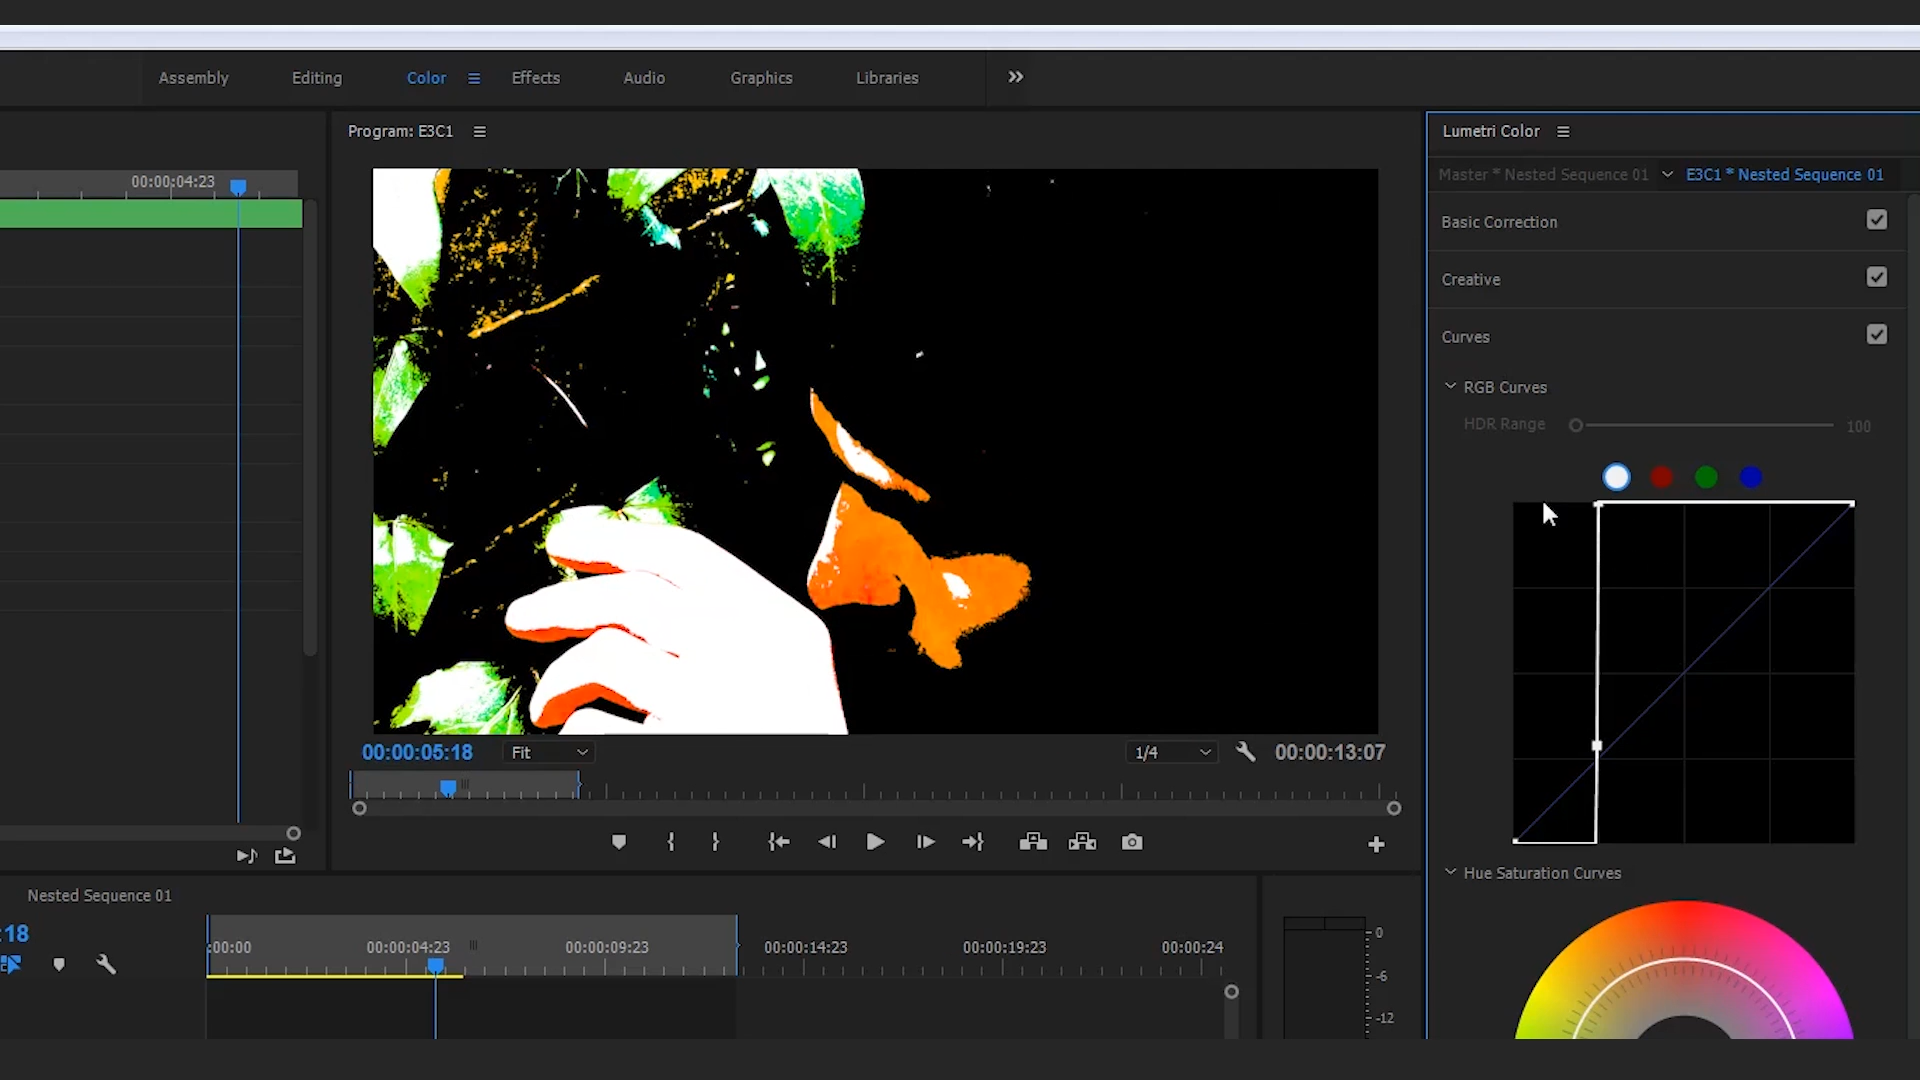 Assembly Editing Color Effects Audio Graphics Libraries
Program: E3C1
Lumetri Color
00:00:04:23
Master * Nested Sequence 01 E3C1 * Nested Sequence 01
Basic Correction
Creative
Curves
RGB Curves
HDR Range 100
00:00:05:18 Fit 1/4 00:00:13:07
Hue Saturation Curves
Nested Sequence 01
:18
:00:00 00:00:04:23 00:00:09:23 00:00:14:23 00:00:19:23 00:00:24
0
-6
-12